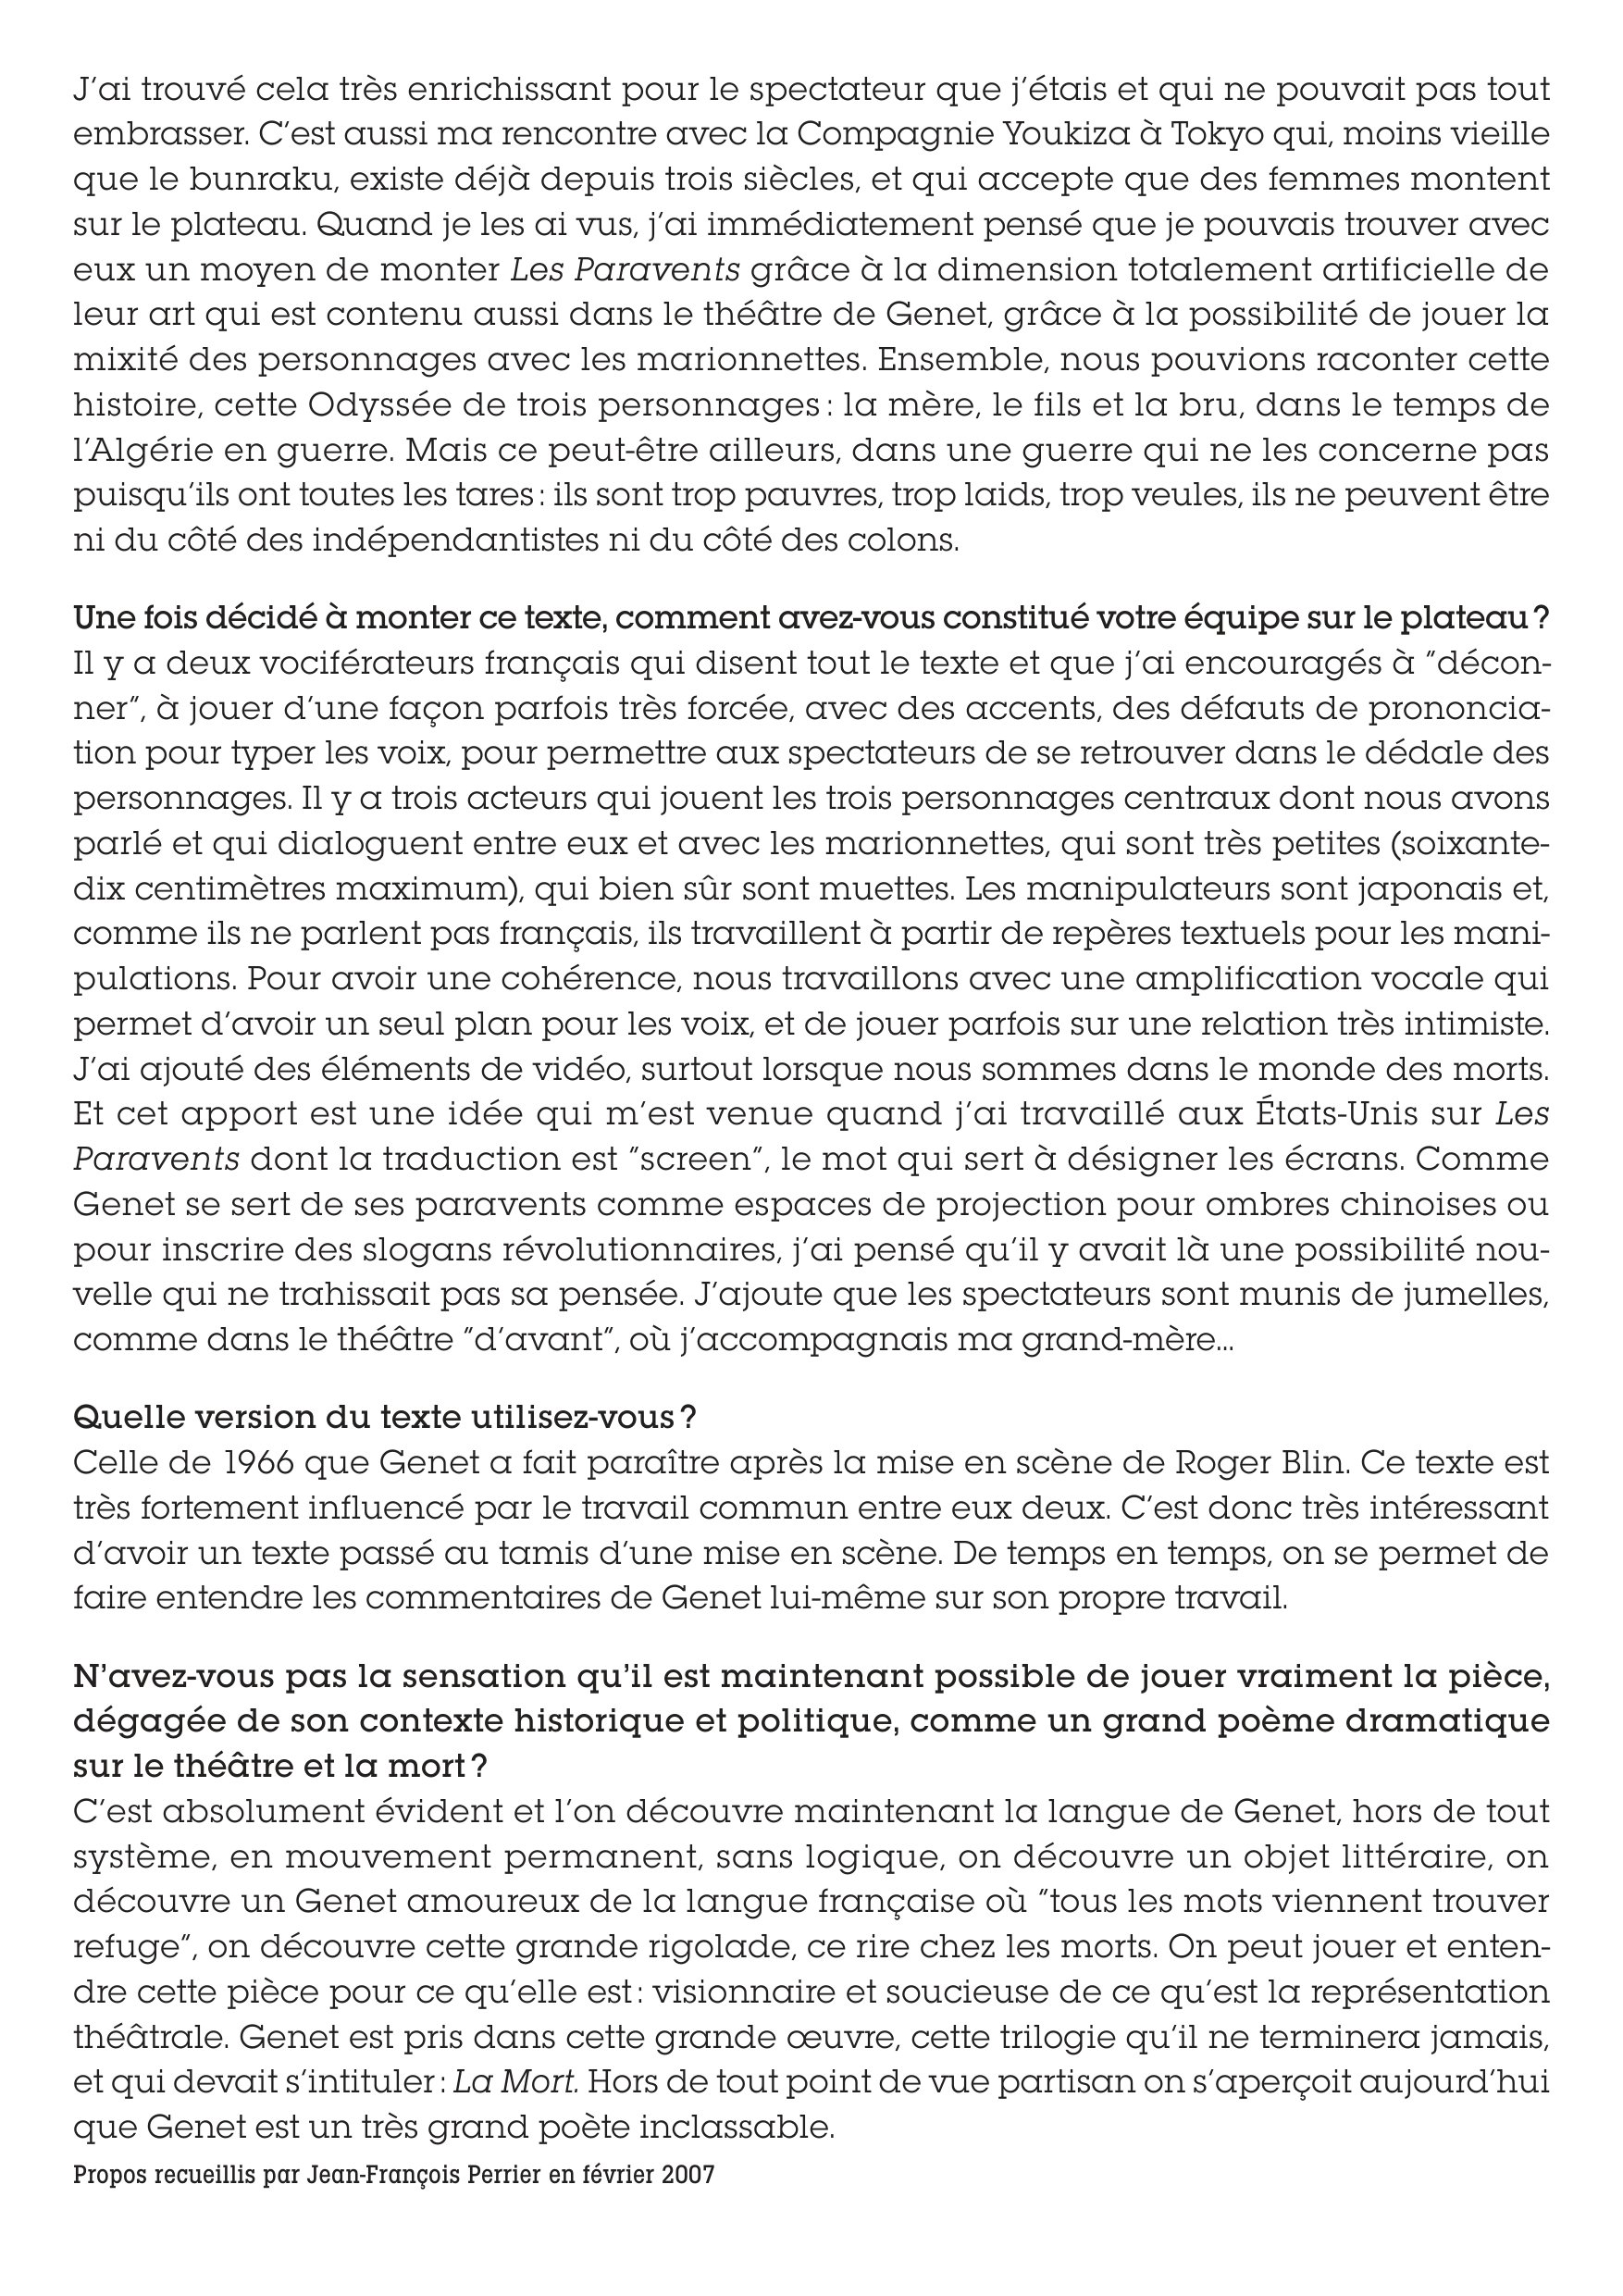 J’ai trouvé cela très enrichissant pour le spectateur que j’étais et qui ne pouvait pas tout
embrasser. C’est aussi ma rencontre avec la Compagnie Youkiza à Tokyo qui, moins vieille
que le bunraku, existe déjà depuis trois siècles, et qui accepte que des femmes montent
sur le plateau. Quand je les ai vus, j’ai immédiatement pensé que je pouvais trouver avec
eux un moyen de monter Les Paravents grâce à la dimension totalement artificielle de
leur art qui est contenu aussi dans le théâtre de Genet, grâce à la possibilité de jouer la
mixité des personnages avec les marionnettes. Ensemble, nous pouvions raconter cette
histoire, cette Odyssée de trois personnages : la mère, le fils et la bru, dans le temps de
l’Algérie en guerre. Mais ce peut-être ailleurs, dans une guerre qui ne les concerne pas
puisqu’ils ont toutes les tares : ils sont trop pauvres, trop laids, trop veules, ils ne peuvent être
ni du côté des indépendantistes ni du côté des colons.
Une fois décidé à monter ce texte, comment avez-vous constitué votre équipe sur le plateau ?
Il y a deux vociférateurs français qui disent tout le texte et que j’ai encouragés à "décon-
ner", à jouer d’une façon parfois très forcée, avec des accents, des défauts de prononcia-
tion pour typer les voix, pour permettre aux spectateurs de se retrouver dans le dédale des
personnages. Il y a trois acteurs qui jouent les trois personnages centraux dont nous avons
parlé et qui dialoguent entre eux et avec les marionnettes, qui sont très petites (soixante-
dix centimètres maximum), qui bien sûr sont muettes. Les manipulateurs sont japonais et,
comme ils ne parlent pas français, ils travaillent à partir de repères textuels pour les mani-
pulations. Pour avoir une cohérence, nous travaillons avec une amplification vocale qui
permet d’avoir un seul plan pour les voix, et de jouer parfois sur une relation très intimiste.
J’ai ajouté des éléments de vidéo, surtout lorsque nous sommes dans le monde des morts.
Et cet apport est une idée qui m’est venue quand j’ai travaillé aux États-Unis sur Les
Paravents dont la traduction est "screen", le mot qui sert à désigner les écrans. Comme
Genet se sert de ses paravents comme espaces de projection pour ombres chinoises ou
pour inscrire des slogans révolutionnaires, j’ai pensé qu’il y avait là une possibilité nou-
velle qui ne trahissait pas sa pensée. J’ajoute que les spectateurs sont munis de jumelles,
comme dans le théâtre "d’avant", où j’accompagnais ma grand-mère...
Quelle version du texte utilisez-vous ?
Celle de 1966 que Genet a fait paraître après la mise en scène de Roger Blin. Ce texte est
très fortement influencé par le travail commun entre eux deux. C’est donc très intéressant
d’avoir un texte passé au tamis d’une mise en scène. De temps en temps, on se permet de
faire entendre les commentaires de Genet lui-même sur son propre travail.
N’avez-vous pas la sensation qu’il est maintenant possible de jouer vraiment la pièce,
dégagée de son contexte historique et politique, comme un grand poème dramatique
sur le théâtre et la mort ?
C’est absolument évident et l’on découvre maintenant la langue de Genet, hors de tout
système, en mouvement permanent, sans logique, on découvre un objet littéraire, on
découvre un Genet amoureux de la langue française où "tous les mots viennent trouver
refuge", on découvre cette grande rigolade, ce rire chez les morts. On peut jouer et enten-
dre cette pièce pour ce qu’elle est : visionnaire et soucieuse de ce qu’est la représentation
théâtrale. Genet est pris dans cette grande œuvre, cette trilogie qu’il ne terminera jamais,
et qui devait s’intituler : La Mort. Hors de tout point de vue partisan on s’aperçoit aujourd’hui
que Genet est un très grand poète inclassable.
Propos recueillis par Jean-François Perrier en février 2007